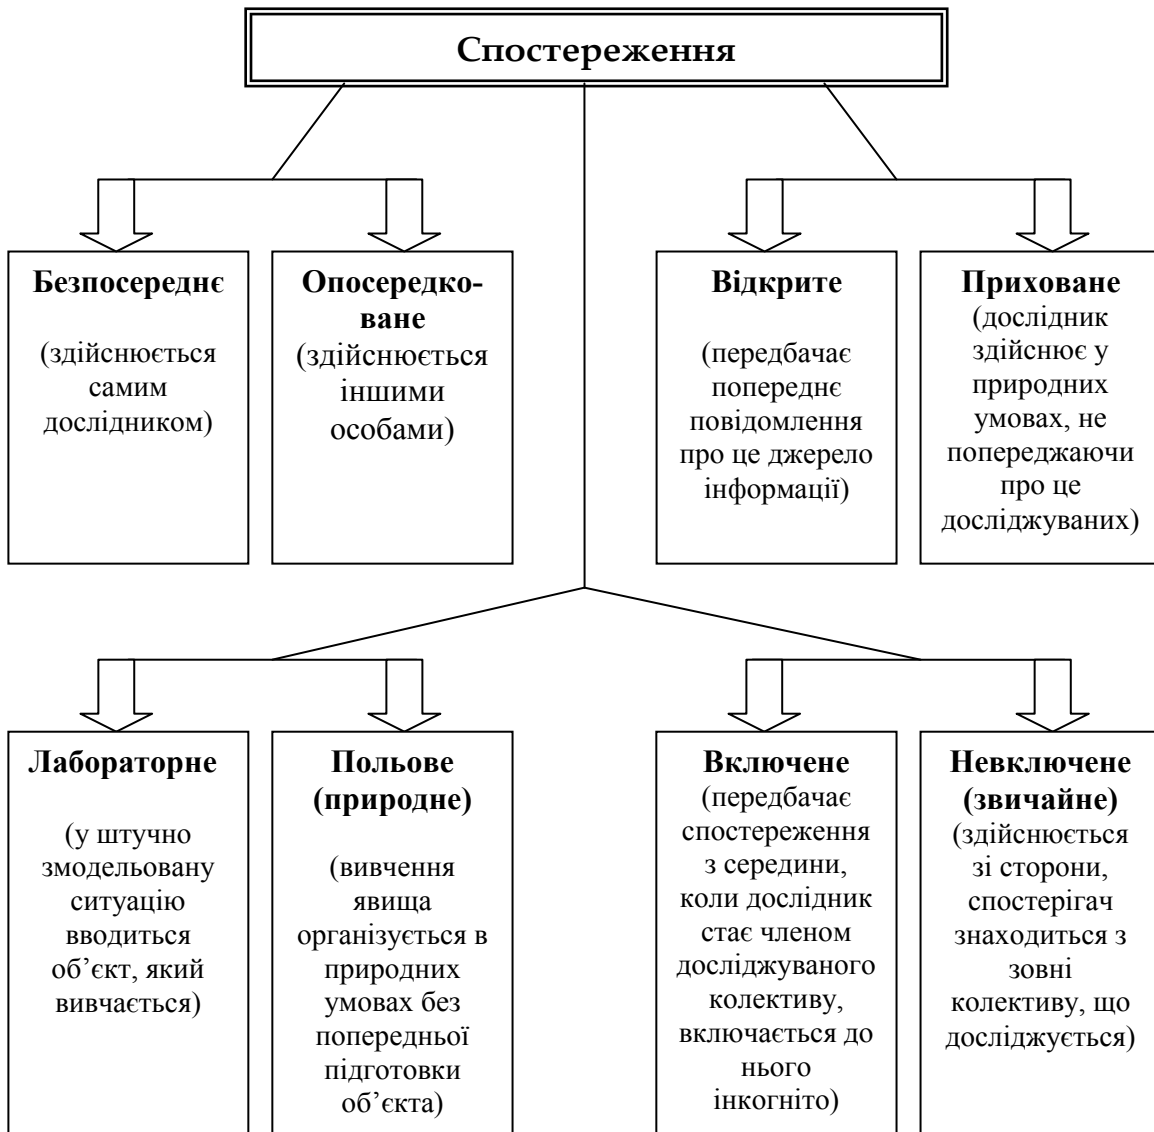 Спостереження
Безпосереднє
(здійснюється
самим
дослідником)
Опосередко-
ване
(здійснюється
іншими
особами)
Відкрите
(передбачає
попереднє
повідомлення
про це джерело
інформації)
Приховане
(дослідник
здійснює у
природних
умовах, не
попереджаючи
про це
досліджуваних)
Лабораторне
(у штучно
змодельовану
ситуацію
вводиться
об’єкт, який
вивчається)
Польове
(природне)
(вивчення
явища
організується в
природних
умовах без
попередньої
підготовки
об’єкта)
Включене
(передбачає
спостереження
з середини,
коли дослідник
стає членом
досліджуваного
колективу,
включається до
нього
інкогніто)
Невключене
(звичайне)
(здійснюється
зі сторони,
спостерігач
знаходиться з
зовні
колективу, що
досліджується)